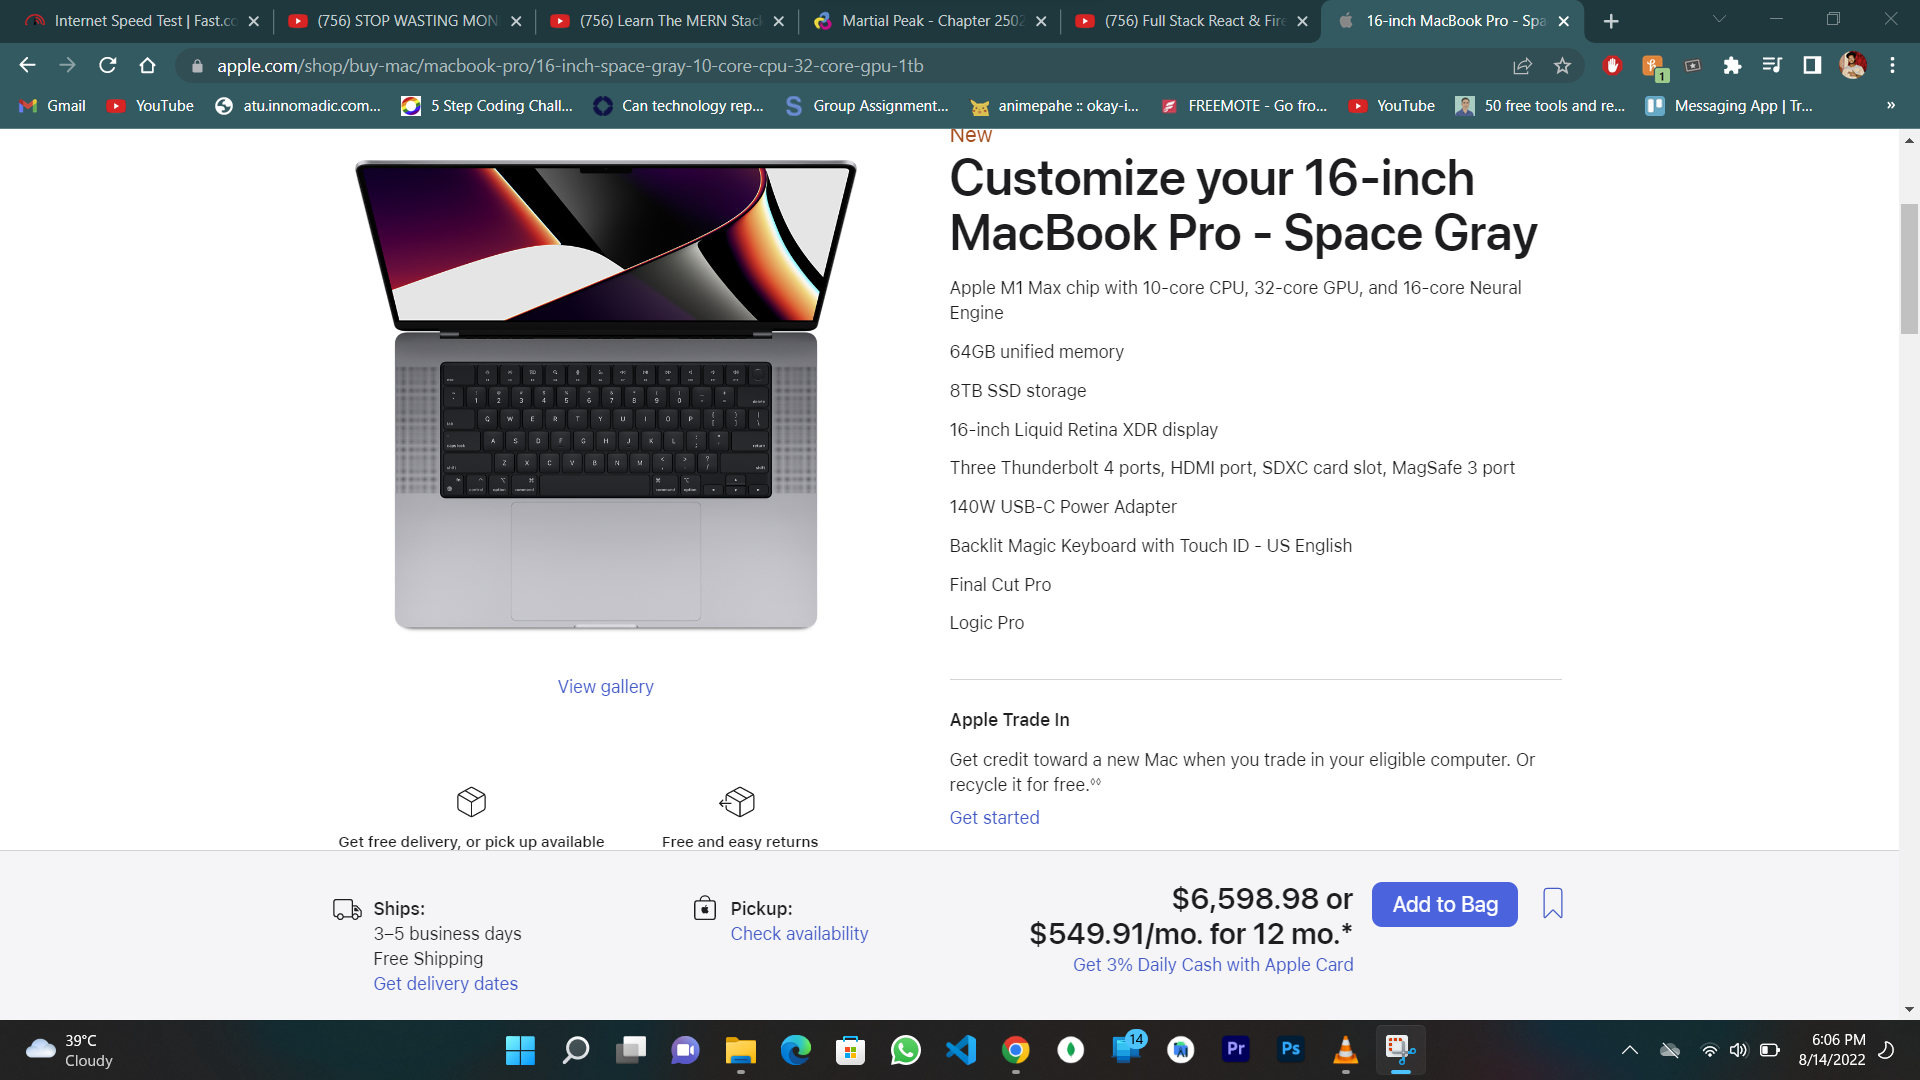 Internet Speed Test | Fast.co
(756) STOP WASTING MON
(756) Learn The MERN Stac
Martial Peak - Chapter 2502
(756) Full Stack React & Fire
16-inch MacBook Pro - Spa
apple.com/shop/buy-mac/macbook-pro/16-inch-space-gray-10-core-cpu-32-core-gpu-1tb
1
Gmail
YouTube
atu.innomadic.com...
5 Step Coding Chall...
Can technology rep...
Group Assignment...
animepahe :: okay-i...
FREEMOTE - Go fro...
YouTube
50 free tools and re...
Messaging App | Tr...
»
New
Customize your 16-inch
MacBook Pro - Space Gray
Apple M1 Max chip with 10-core CPU, 32-core GPU, and 16-core Neural
Engine
64GB unified memory
8TB SSD storage
16-inch Liquid Retina XDR display
Three Thunderbolt 4 ports, HDMI port, SDXC card slot, MagSafe 3 port
140W USB-C Power Adapter
Backlit Magic Keyboard with Touch ID - US English
Final Cut Pro
Logic Pro
View gallery
Apple Trade In
Get credit toward a new Mac when you trade in your eligible computer. Or
recycle it for free.◊◊
Get started
Get free delivery, or pick up available
Free and easy returns
Ships:
3–5 business days
Free Shipping
Get delivery dates
Pickup:
Check availability
$6,598.98 or
$549.91/mo. for 12 mo.*
Get 3% Daily Cash with Apple Card
Add to Bag
39°C
Cloudy
14
Pr
Ps
6:06 PM
8/14/2022